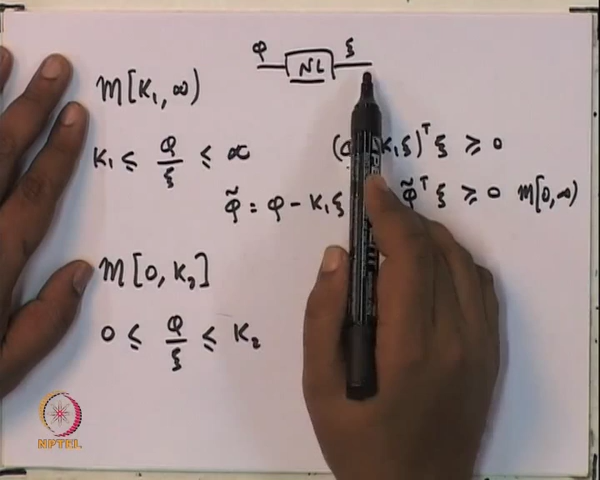 φ NL ξ
M[K₁, ∞)
K₁ ≤ φ/ξ ≤ ∞ ( K₁ξ)ᵀ ξ ≥ 0
φ̃ = φ - K₁ξ φ̃ᵀ ξ ≥ 0 M[0,∞)
M[0, K₂]
0 ≤ φ/ξ ≤ K₂
NPTEL